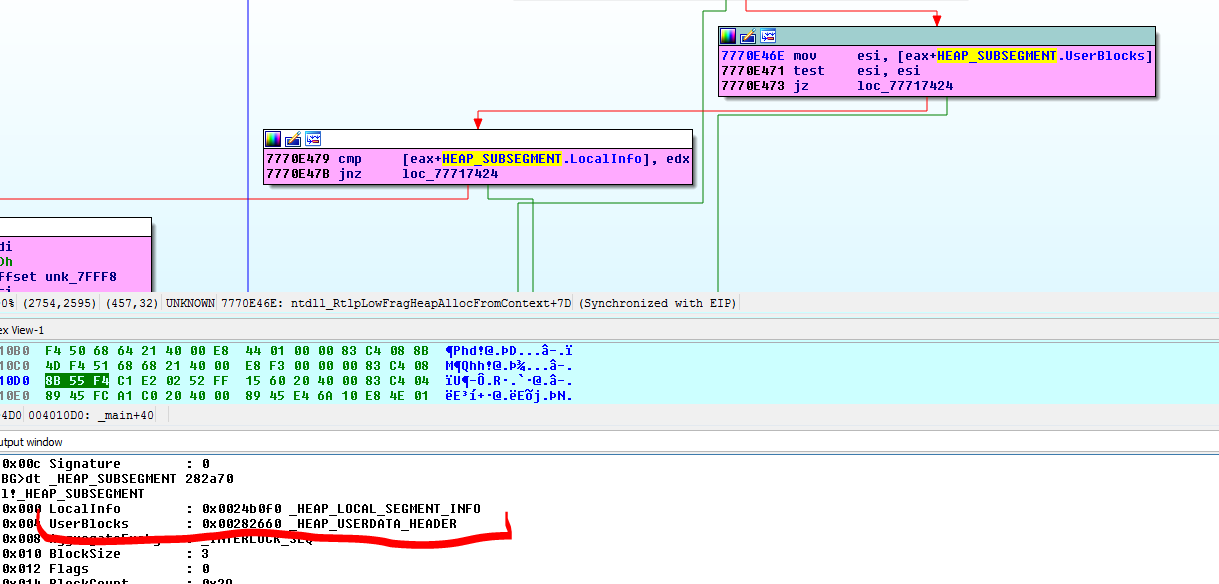 7770E46E mov     esi, [eax+HEAP_SUBSEGMENT.UserBlocks]
7770E471 test    esi, esi
7770E473 jz      loc_77717424
7770E479 cmp     [eax+HEAP_SUBSEGMENT.LocalInfo], edx
7770E47B jnz     loc_77717424
di
0h
ffset unk_7FFF8
0% (2754,2595) (457,32) UNKNOWN 7770E46E: ntdll_RtlpLowFragHeapAllocFromContext+7D (Synchronized with EIP)
ex View-1
10B0 F4 50 68 64 21 40 00 E8 44 01 00 00 83 C4 08 8B ¶Phd!@.ÞD...â-.ï
10C0 4D F4 51 68 68 21 40 00 E8 F3 00 00 00 83 C4 08 M¶Qhh!@.Þ¾...â-.
10D0 8B 55 F4 C1 E2 02 52 FF 15 60 20 40 00 83 C4 04 ïU¶-Ô.R·.`·@.â-.
10E0 89 45 FC A1 C0 20 40 00 89 45 E4 6A 10 E8 4E 01 ëE³í+·@.ëEõj.ÞN.
4D0 004010D0: _main+40
utput window
0x00c Signature : 0
BG>dt _HEAP_SUBSEGMENT 282a70
l!_HEAP_SUBSEGMENT
0x000 LocalInfo : 0x0024b0f0 _HEAP_LOCAL_SEGMENT_INFO
0x004 UserBlocks : 0x00282660 _HEAP_USERDATA_HEADER
0x008 AggregateExchg : _INTERLOCK_SEQ
0x010 BlockSize : 3
0x012 Flags : 0
0x014 BlockCount : 0x20